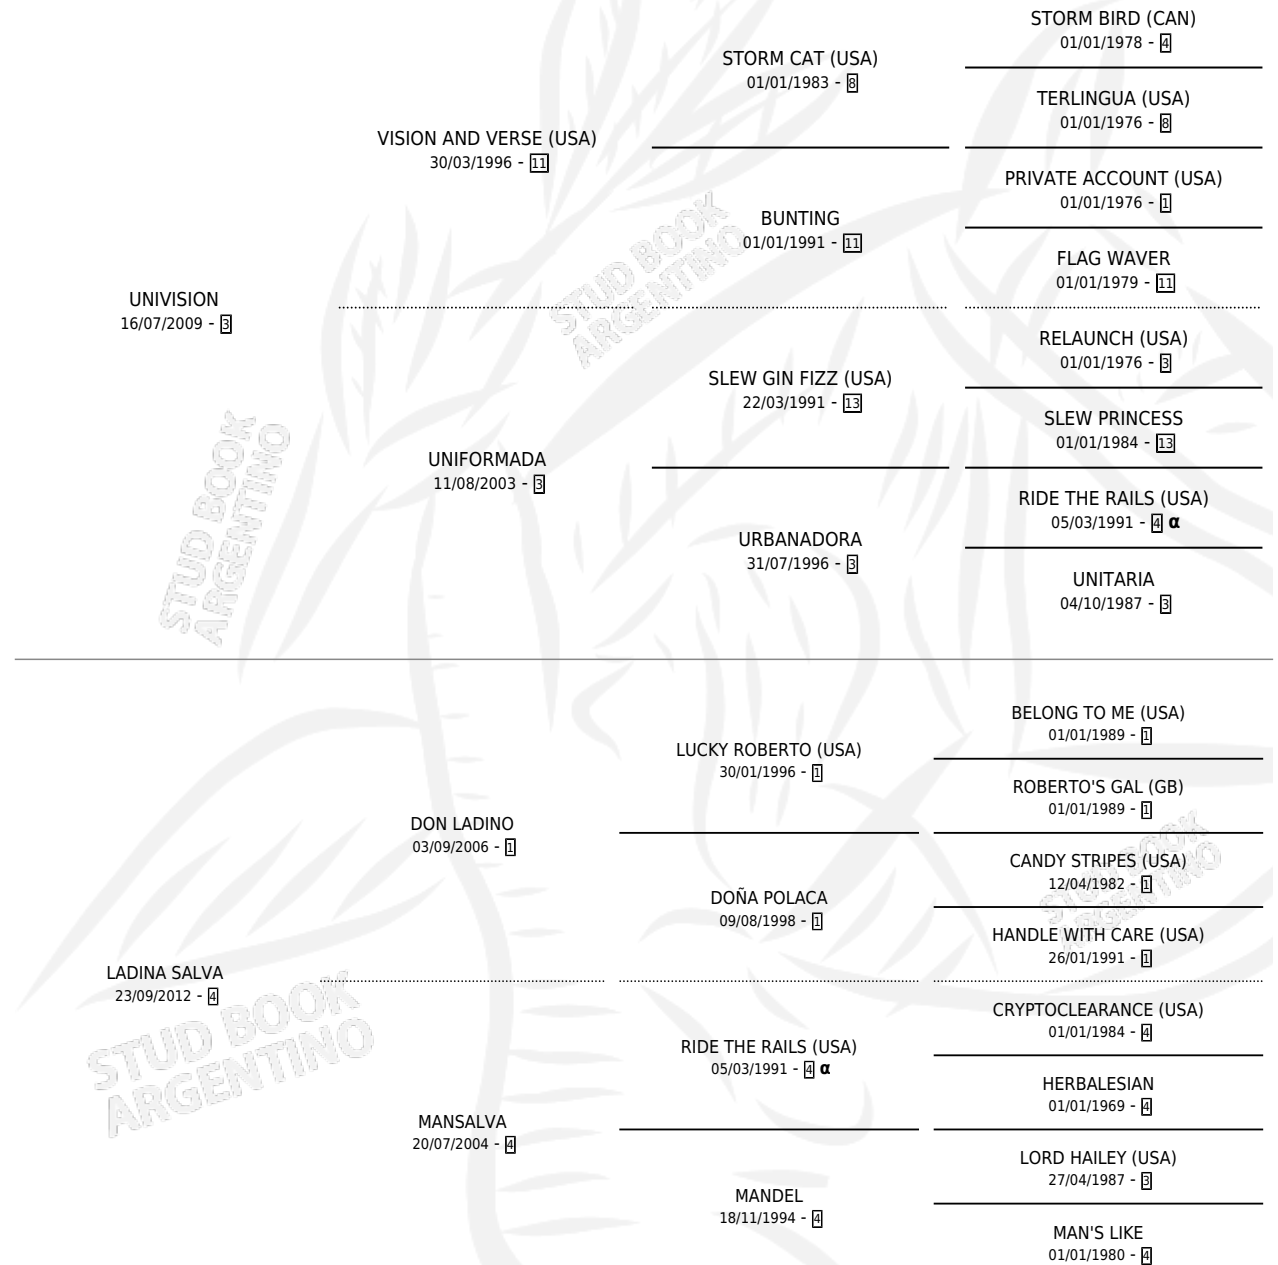 STORM BIRD (CAN)
01/01/1978 - 4
STORM CAT (USA)
01/01/1983 - 8
TERLINGUA (USA)
01/01/1976 - 8
VISION AND VERSE (USA)
30/03/1996 - 11
PRIVATE ACCOUNT (USA)
01/01/1976 - 1
BUNTING
01/01/1991 - 11
FLAG WAVER
01/01/1979 - 11
UNIVISION
16/07/2009 - 3
RELAUNCH (USA)
01/01/1976 - 3
SLEW GIN FIZZ (USA)
22/03/1991 - 13
SLEW PRINCESS
01/01/1984 - 13
UNIFORMADA
11/08/2003 - 3
RIDE THE RAILS (USA)
05/03/1991 - 4 α
URBANADORA
31/07/1996 - 3
UNITARIA
04/10/1987 - 3
BELONG TO ME (USA)
01/01/1989 - 1
LUCKY ROBERTO (USA)
30/01/1996 - 1
ROBERTO'S GAL (GB)
01/01/1989 - 1
DON LADINO
03/09/2006 - 1
CANDY STRIPES (USA)
12/04/1982 - 1
DOÑA POLACA
09/08/1998 - 1
HANDLE WITH CARE (USA)
26/01/1991 - 1
LADINA SALVA
23/09/2012 - 4
CRYPTOCLEARANCE (USA)
01/01/1984 - 4
RIDE THE RAILS (USA)
05/03/1991 - 4 α
HERBALESIAN
01/01/1969 - 4
MANSALVA
20/07/2004 - 4
LORD HAILEY (USA)
27/04/1987 - 3
MANDEL
18/11/1994 - 4
MAN'S LIKE
01/01/1980 - 4
STUD BOOK
ARGENTINO
STUD BOOK
ARGENTINO
STUD BOOK
ARGENTINO
STUD BOOK
ARGENTINO